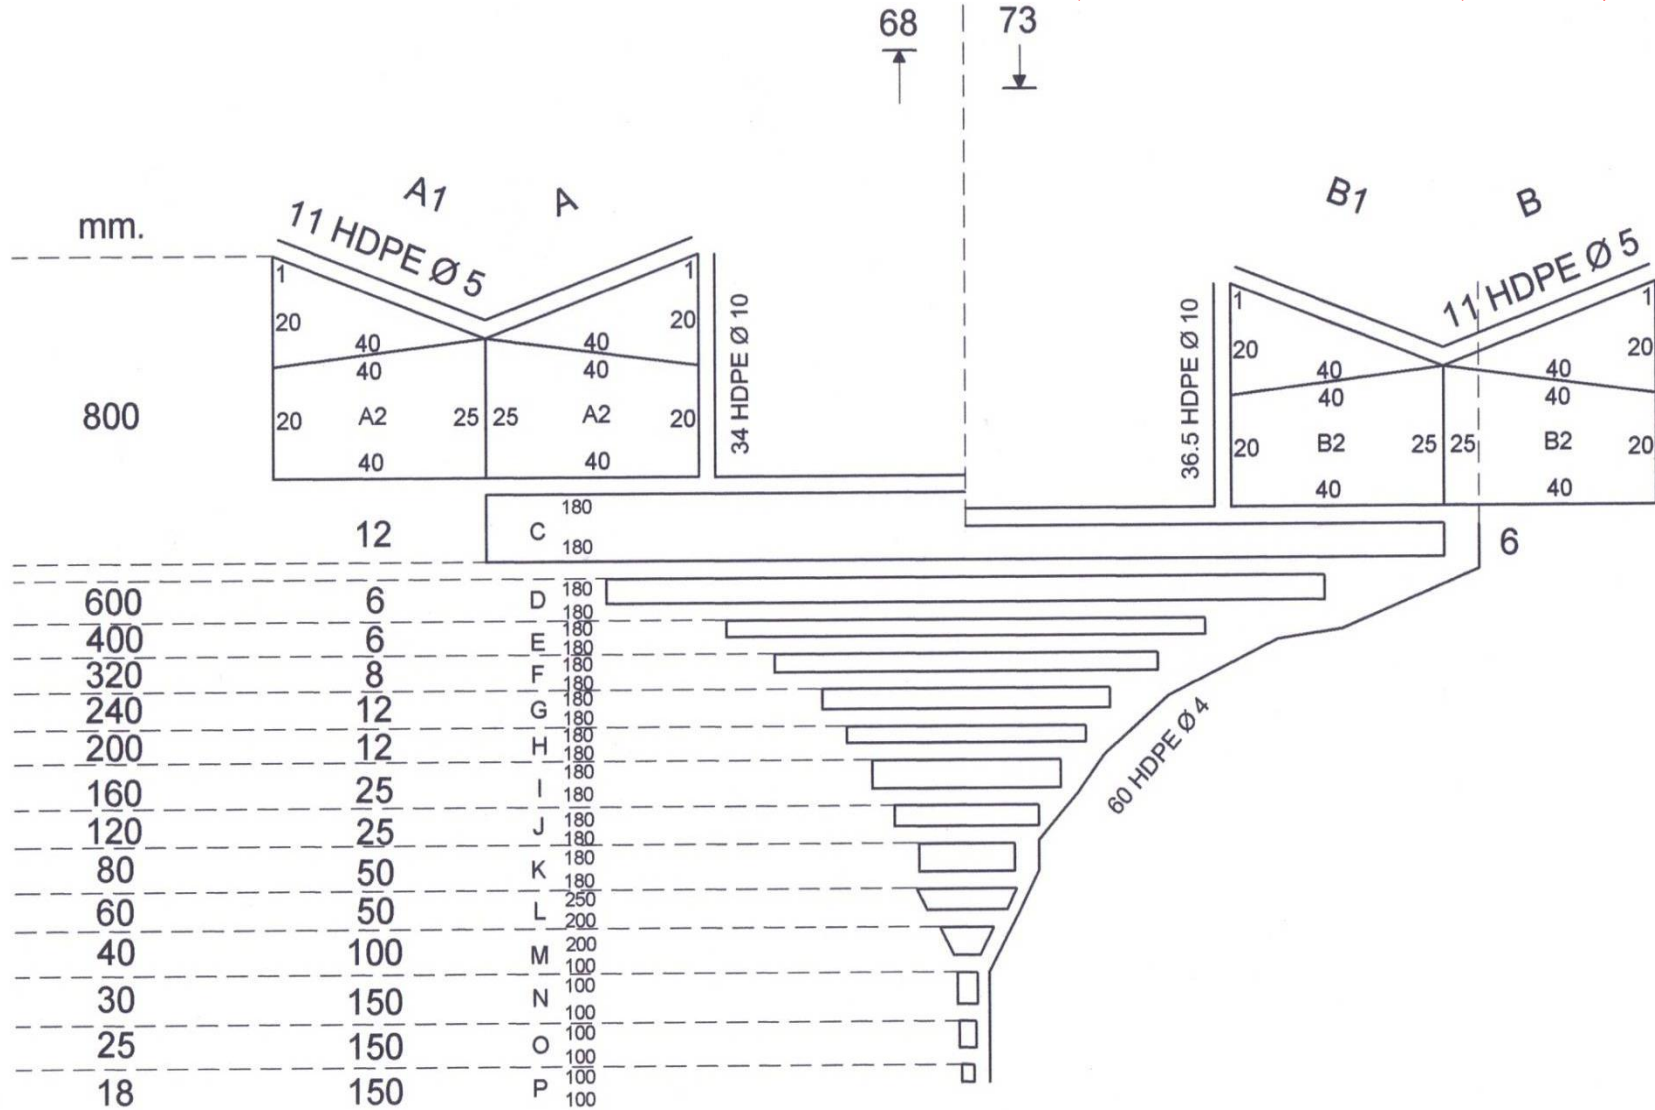 68 73
A1 A B1 B
mm. 11 HDPE Ø 5 11 HDPE Ø 5
1 1 1 1
20 20 20 20
40 40 40 40
34 HDPE Ø 10 36.5 HDPE Ø 10
40 40 40 40
800 20 A2 25 25 A2 20 20 B2 25 25 B2 20
40 40 40 40
180
12 C 6
180
180
600 6 D
180
180
400 6 E
180
180
320 8 F
180
180
240 12 G
180
180
200 12 H
180
60 HDPE Ø 4
180
160 25 I
180
180
120 25 J
180
180
80 50 K
180
250
60 50 L
200
200
40 100 M
100
100
30 150 N
100
100
25 150 O
100
100
18 150 P
100